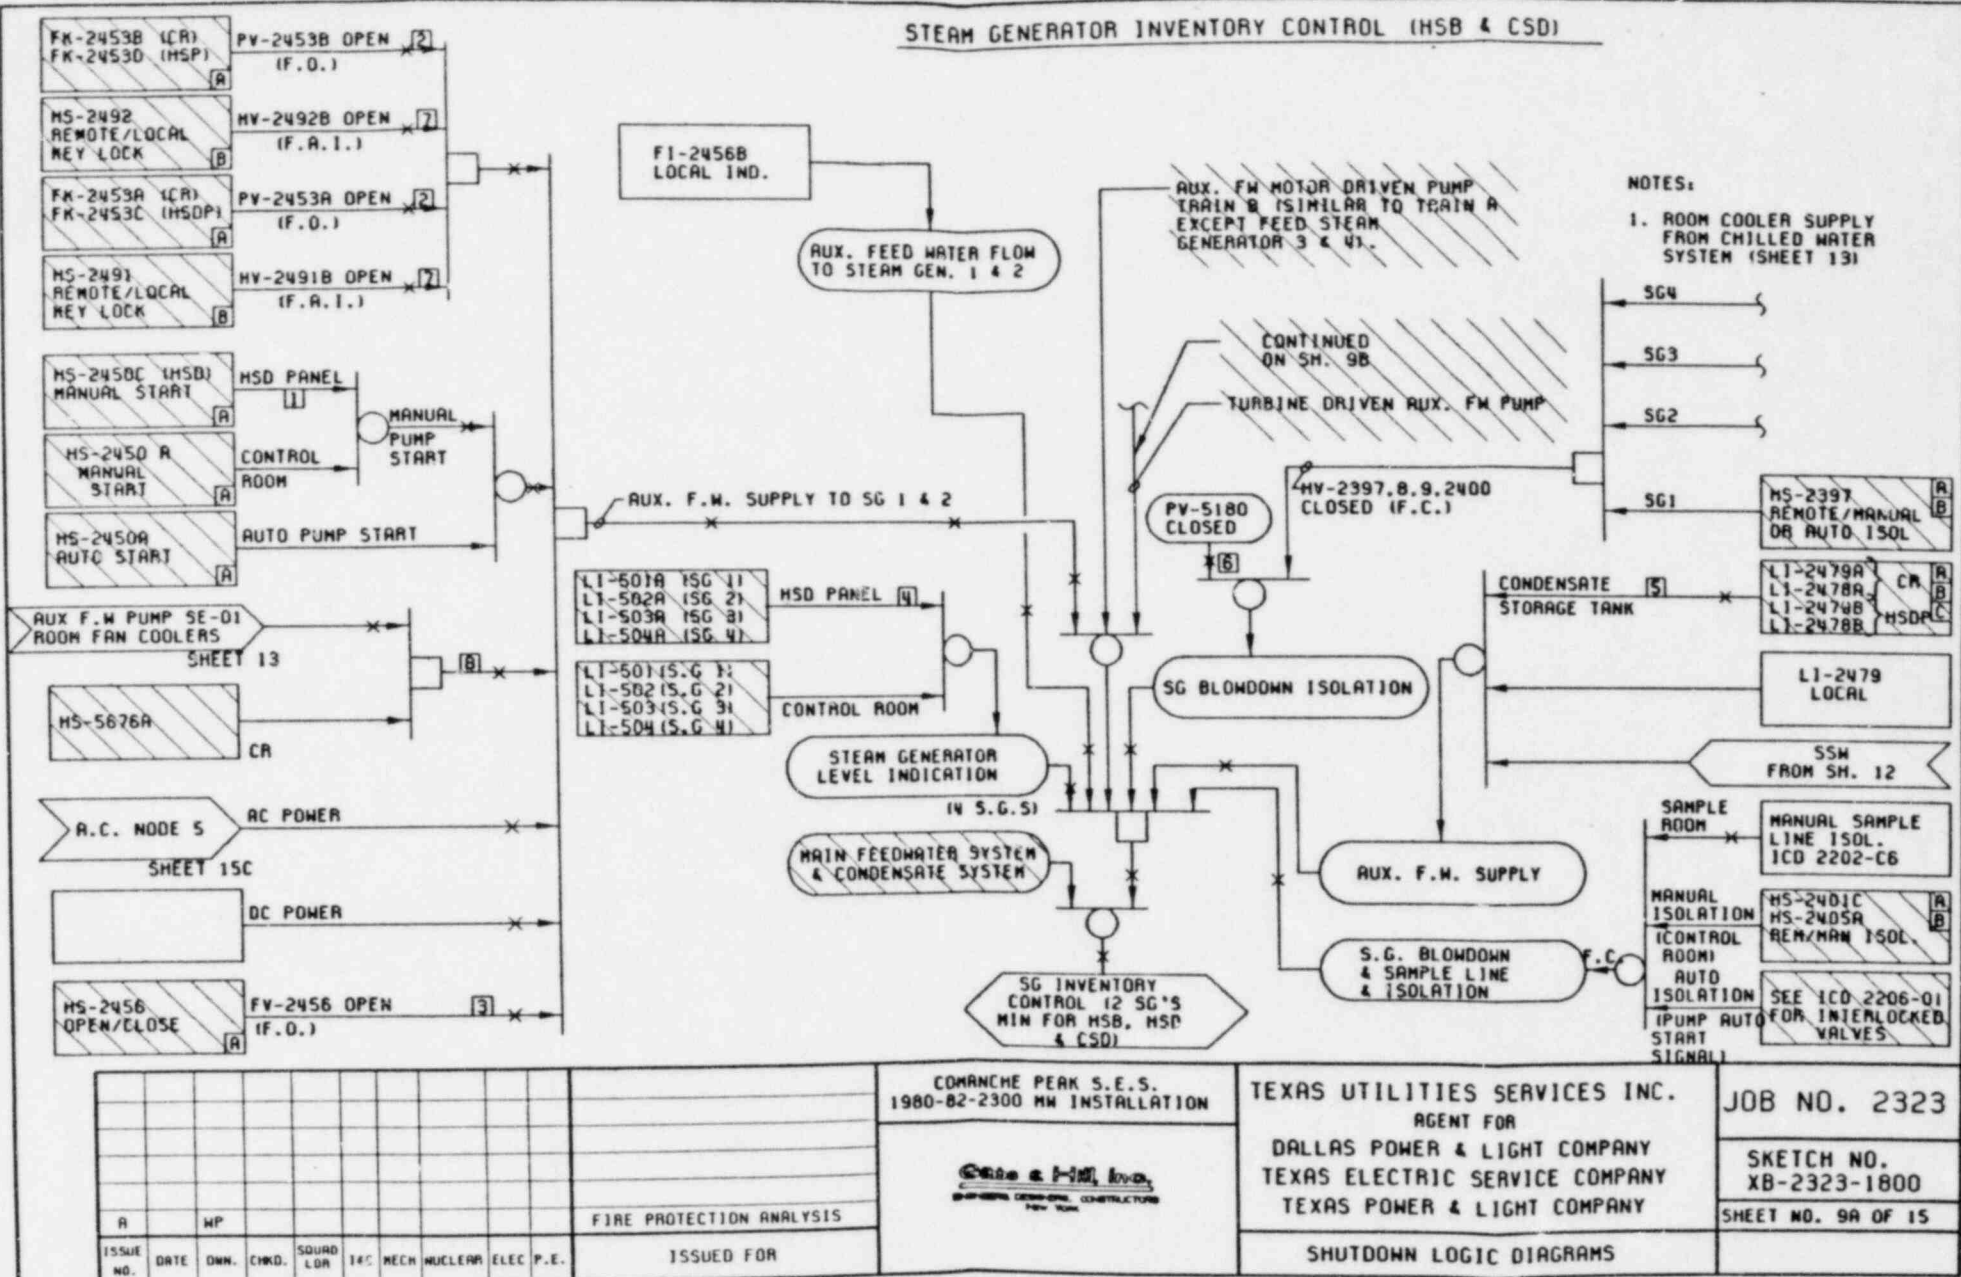 STEAM GENERATOR INVENTORY CONTROL (HSB & CSD)
FK-2453B (CR)
FK-2453D (HSP)
A
PV-2453B OPEN 2
(F.O.)
HS-2492
REMOTE/LOCAL
KEY LOCK
B
HV-2492B OPEN 7
(F.A.I.)
FK-2453A (CR)
FK-2453C (HSDP)
A
PV-2453A OPEN 2
(F.O.)
HS-2491
REMOTE/LOCAL
KEY LOCK
B
HV-2491B OPEN 7
(F.A.I.)
HS-2450C (HSD)
MANUAL START
A
HSD PANEL
1
HS-2450 A
MANUAL
START
A
CONTROL
ROOM
MANUAL
PUMP
START
HS-2450A
AUTO START
A
AUTO PUMP START
AUX F.W PUMP SE-01
ROOM FAN COOLERS
SHEET 13
8
HS-5676A
CR
A.C. NODE 5
SHEET 15C
AC POWER
DC POWER
HS-2456
OPEN/CLOSE
A
FV-2456 OPEN 3
(F.O.)
FI-2456B
LOCAL IND.
AUX. FEED WATER FLOW
TO STEAM GEN. 1 & 2
AUX. F.W. SUPPLY TO SG 1 & 2
LI-501A (SG 1)
LI-502A (SG 2)
LI-503A (SG 3)
LI-504A (SG 4)
HSD PANEL 4
LI-501 (S.G 1)
LI-502 (S.G 2)
LI-503 (S.G 3)
LI-504 (S.G 4)
CONTROL ROOM
STEAM GENERATOR
LEVEL INDICATION
(4 S.G.S)
MAIN FEEDWATER SYSTEM
& CONDENSATE SYSTEM
SG INVENTORY
CONTROL (2 SG'S
MIN FOR HSB, HSD
& CSD)
AUX. FW MOTOR DRIVEN PUMP
TRAIN B (SIMILAR TO TRAIN A
EXCEPT FEED STEAM
GENERATOR 3 & 4).
CONTINUED
ON SH. 9B
TURBINE DRIVEN AUX. FW PUMP
HV-2397.8.9.2400
CLOSED (F.C.)
PV-5180
CLOSED
6
SG BLOWDOWN ISOLATION
AUX. F.W. SUPPLY
S.G. BLOWDOWN
& SAMPLE LINE
& ISOLATION
F.C.
NOTES:
1. ROOM COOLER SUPPLY
FROM CHILLED WATER
SYSTEM (SHEET 13)
SG4
SG3
SG2
SG1
HS-2397
REMOTE/MANUAL
OR AUTO ISOL
A
B
CONDENSATE 5
STORAGE TANK
LI-2479A
LI-2478A
LI-2479B
LI-2478B
CR
HSDP
A
B
C
LI-2479
LOCAL
SSW
FROM SH. 12
SAMPLE
ROOM
MANUAL SAMPLE
LINE ISOL.
ICD 2202-C6
MANUAL
ISOLATION
(CONTROL
ROOM)
HS-2401C
HS-2405A
REM/MAN ISOL.
A
B
AUTO
ISOLATION
(PUMP AUTO
START
SIGNAL)
SEE ICD 2206-01
FOR INTERLOCKED
VALVES
A WP
ISSUE NO. DATE DWN. CHKD. SQUAD LDR I&C MECH NUCLEAR ELEC P.E.
FIRE PROTECTION ANALYSIS
ISSUED FOR
COMANCHE PEAK S.E.S.
1980-82-2300 MW INSTALLATION
Gibbs & Hill, Inc.
ENGINEERS, DESIGNERS, CONSTRUCTORS
NEW YORK
TEXAS UTILITIES SERVICES INC.
AGENT FOR
DALLAS POWER & LIGHT COMPANY
TEXAS ELECTRIC SERVICE COMPANY
TEXAS POWER & LIGHT COMPANY
SHUTDOWN LOGIC DIAGRAMS
JOB NO. 2323
SKETCH NO.
XB-2323-1800
SHEET NO. 9A OF 15